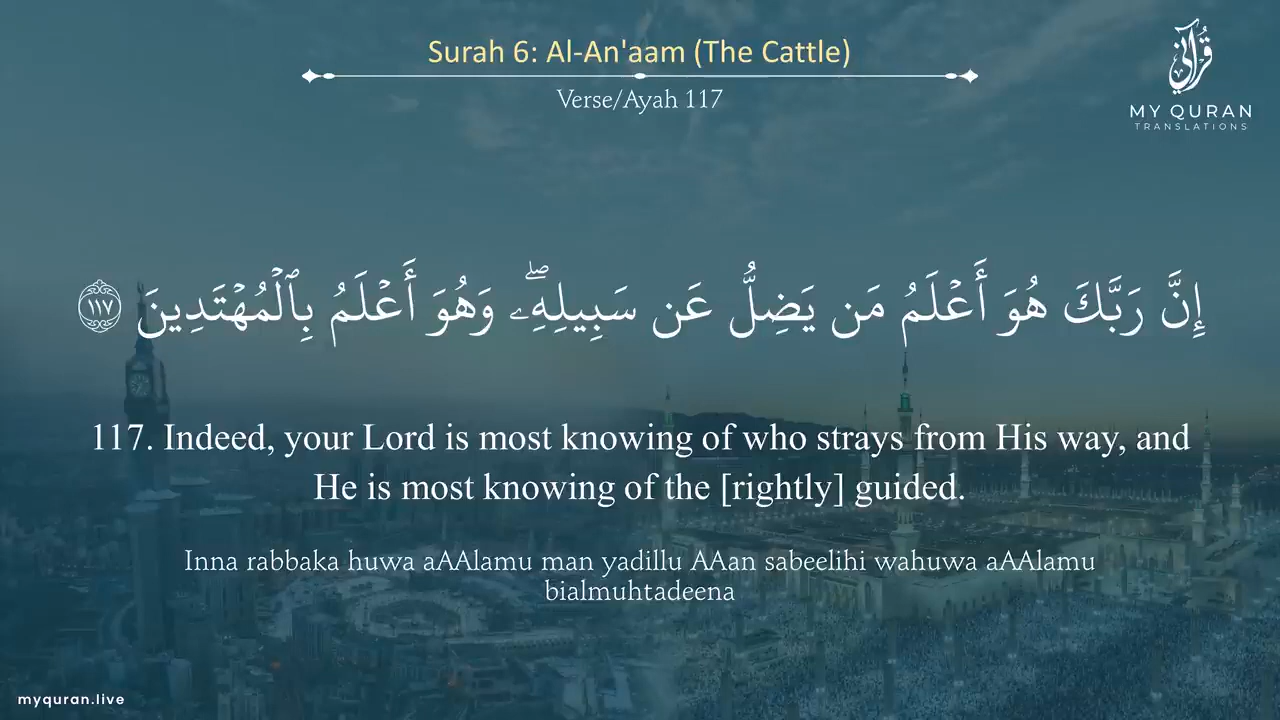 Surah 6: Al-An'aam (The Cattle)
Verse/Ayah 117
قُرْآنِي
MY QURAN
TRANSLATIONS
إِنَّ رَبَّكَ هُوَ أَعْلَمُ مَن يَضِلُّ عَن سَبِيلِهِۦۖ وَهُوَ أَعْلَمُ بِٱلْمُهْتَدِينَ ١١٧
117. Indeed, your Lord is most knowing of who strays from His way, and
He is most knowing of the [rightly] guided.
Inna rabbaka huwa aAAlamu man yadillu AAan sabeelihi wahuwa aAAlamu
bialmuhtadeena
myquran.live